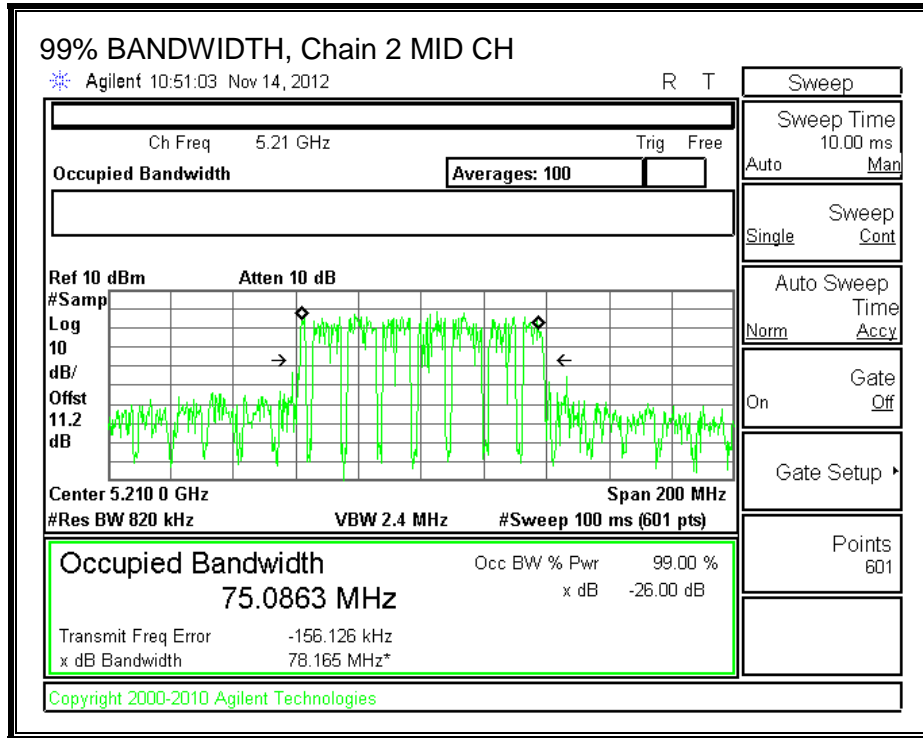 99% BANDWIDTH, Chain 2 MID CH
Agilent 10:51:03 Nov 14, 2012 R T
Ch Freq 5.21 GHz Trig Free
Occupied Bandwidth Averages: 100
Ref 10 dBm Atten 10 dB
#Samp
Log
10
dB/
Offst
11.2
dB
Center 5.210 0 GHz Span 200 MHz
#Res BW 820 kHz VBW 2.4 MHz #Sweep 100 ms (601 pts)
Occupied Bandwidth Occ BW % Pwr 99.00 %
75.0863 MHz x dB -26.00 dB
Transmit Freq Error -156.126 kHz
x dB Bandwidth 78.165 MHz*
Copyright 2000-2010 Agilent Technologies
Sweep
Sweep Time
10.00 ms
Auto Man
Sweep
Single Cont
Auto Sweep
Time
Norm Accy
Gate
On Off
Gate Setup
Points
601